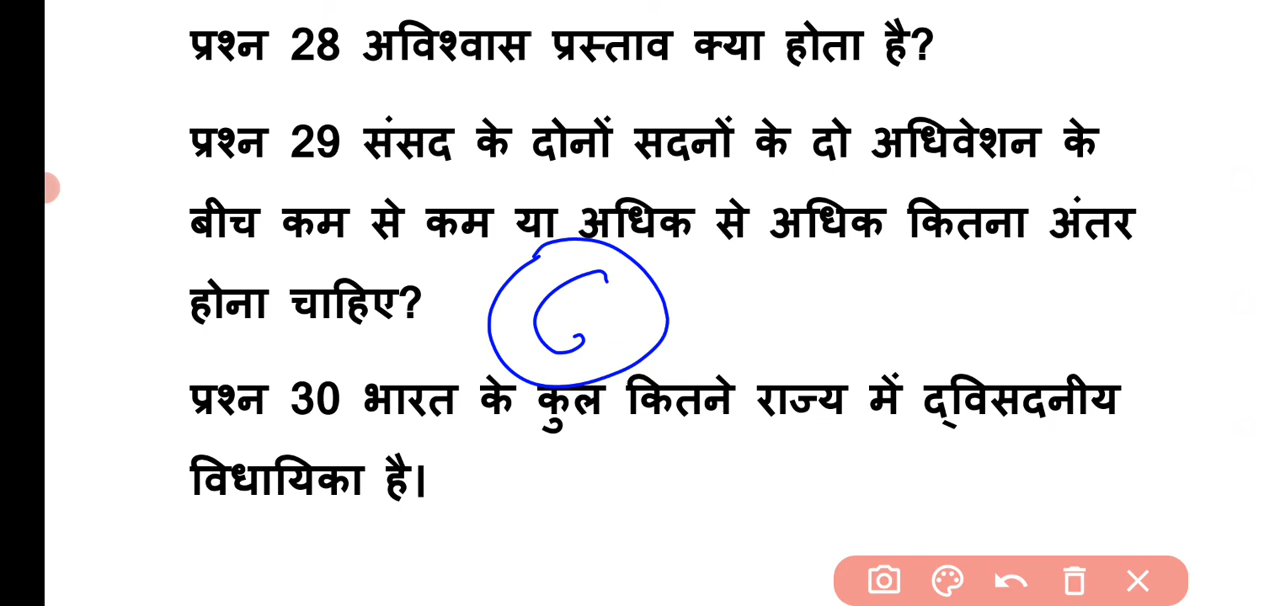 प्रश्न 28 अविश्वास प्रस्ताव क्या होता है?
प्रश्न 29 संसद के दोनों सदनों के दो अधिवेशन के
बीच कम से कम या अधिक से अधिक कितना अंतर
होना चाहिए?
प्रश्न 30 भारत के कुल कितने राज्य में द्विसदनीय
विधायिका है।